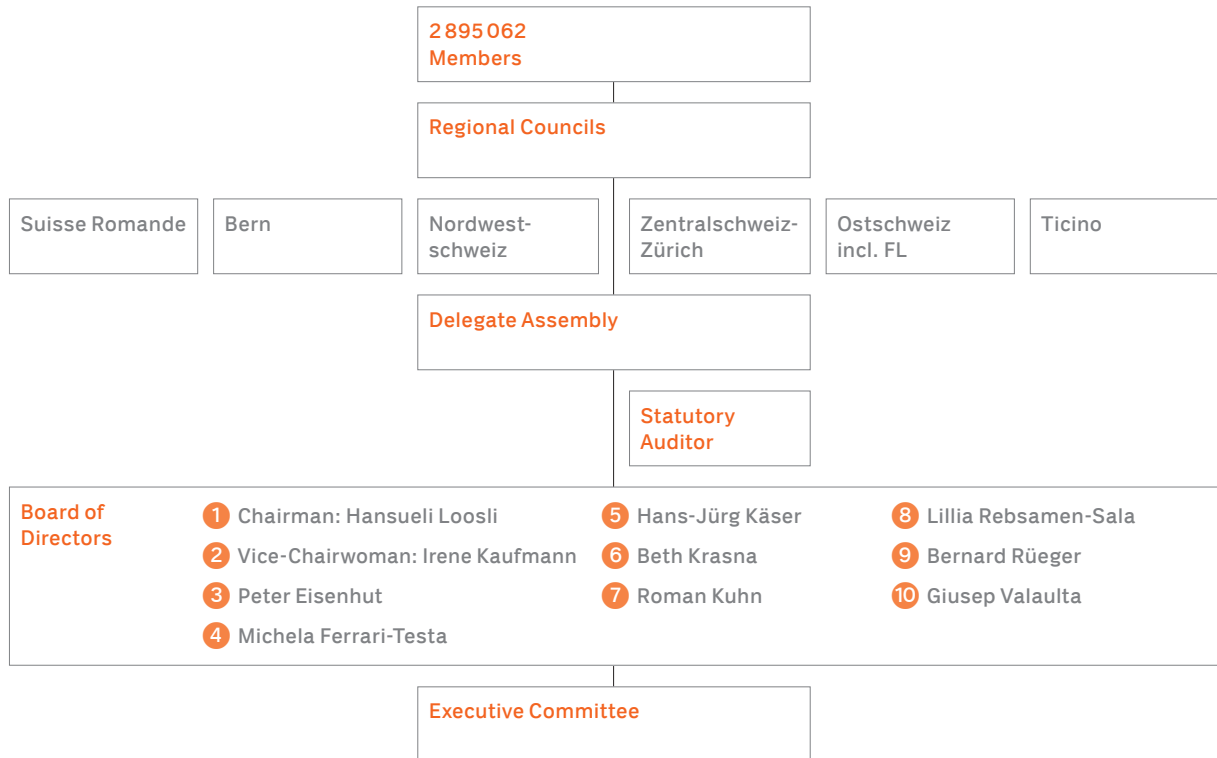 2 895 062
Members
Regional Councils
Suisse Romande
Bern
Nordwest-
schweiz
Zentralschweiz-
Zürich
Ostschweiz
incl. FL
Ticino
Delegate Assembly
Statutory
Auditor
Board of
Directors
1 Chairman: Hansueli Loosli
2 Vice-Chairwoman: Irene Kaufmann
3 Peter Eisenhut
4 Michela Ferrari-Testa
5 Hans-Jürg Käser
6 Beth Krasna
7 Roman Kuhn
8 Lillia Rebsamen-Sala
9 Bernard Rüeger
10 Giusep Valaulta
Executive Committee